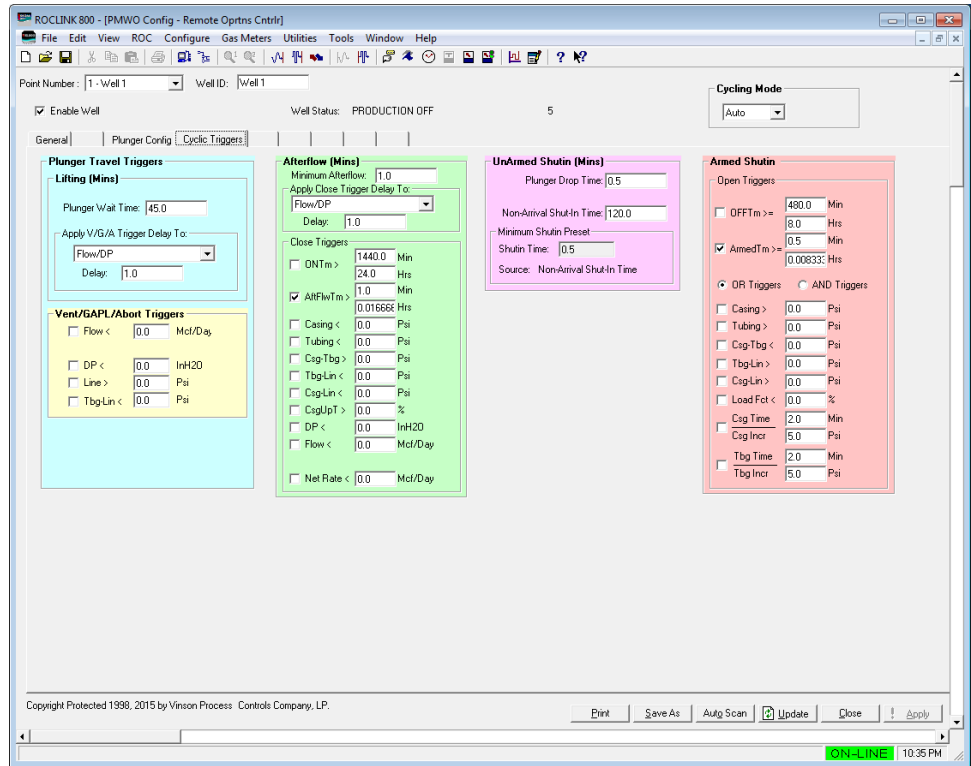 ROCLINK 800 - [PMWO Config - Remote Oprtns Cntrlr]
File Edit View ROC Configure Gas Meters Utilities Tools Window Help
Point Number : 1 - Well 1 Well ID: Well 1
Cycling Mode
Enable Well Well Status: PRODUCTION OFF 5
Auto
General Plunger Config Cyclic Triggers
Plunger Travel Triggers
Lifting (Mins)
Plunger Wait Time: 45.0
Apply V/G/A Trigger Delay To:
Flow/DP
Delay: 1.0
Vent/GAPL/Abort Triggers
Flow < 0.0 Mcf/Day
DP < 0.0 InH2O
Line > 0.0 Psi
Tbg-Lin < 0.0 Psi
Afterflow (Mins)
Minimum Afterflow: 1.0
Apply Close Trigger Delay To:
Flow/DP
Delay: 1.0
Close Triggers
ONTm > 1440.0 Min
24.0 Hrs
AftFlwTm > 1.0 Min
0.016666 Hrs
Casing < 0.0 Psi
Tubing < 0.0 Psi
Csg-Tbg > 0.0 Psi
Tbg-Lin < 0.0 Psi
Csg-Lin < 0.0 Psi
CsgUpT > 0.0 %
DP < 0.0 InH2O
Flow < 0.0 Mcf/Day
Net Rate < 0.0 Mcf/Day
UnArmed Shutin (Mins)
Plunger Drop Time: 0.5
Non-Arrival Shut-In Time: 120.0
Minimum Shutin Preset
Shutin Time: 0.5
Source: Non-Arrival Shut-In Time
Armed Shutin
Open Triggers
OFFTm >= 480.0 Min
8.0 Hrs
ArmedTm >= 0.5 Min
0.008333 Hrs
OR Triggers AND Triggers
Casing > 0.0 Psi
Tubing > 0.0 Psi
Csg-Tbg < 0.0 Psi
Tbg-Lin > 0.0 Psi
Csg-Lin > 0.0 Psi
Load Fct < 0.0 %
Csg Time 2.0 Min
Csg Incr 5.0 Psi
Tbg Time 2.0 Min
Tbg Incr 5.0 Psi
Copyright Protected 1998, 2015 by Vinson Process Controls Company, LP.
Print Save As Auto Scan Update Close ! Apply
ON-LINE 10:35 PM